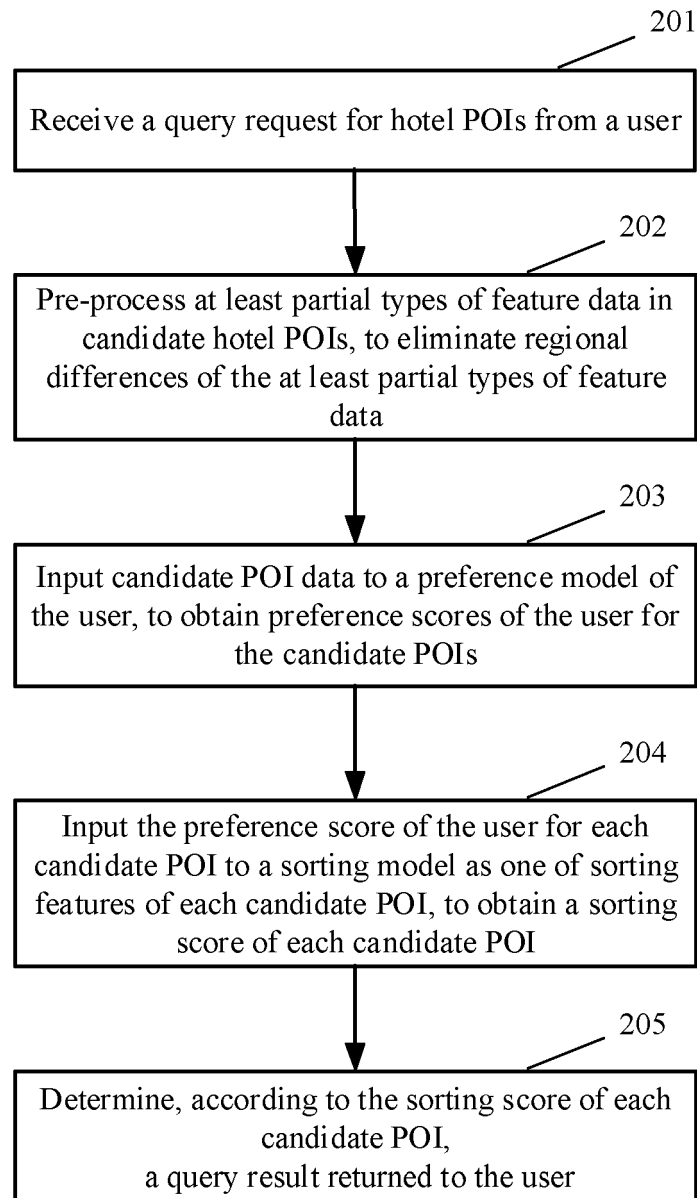 201
Receive a query request for hotel POIs from a user
202
Pre-process at least partial types of feature data in
candidate hotel POIs, to eliminate regional
differences of the at least partial types of feature
data
203
Input candidate POI data to a preference model of
the user, to obtain preference scores of the user for
the candidate POIs
204
Input the preference score of the user for each
candidate POI to a sorting model as one of sorting
features of each candidate POI, to obtain a sorting
score of each candidate POI
205
Determine, according to the sorting score of each
candidate POI,
a query result returned to the user